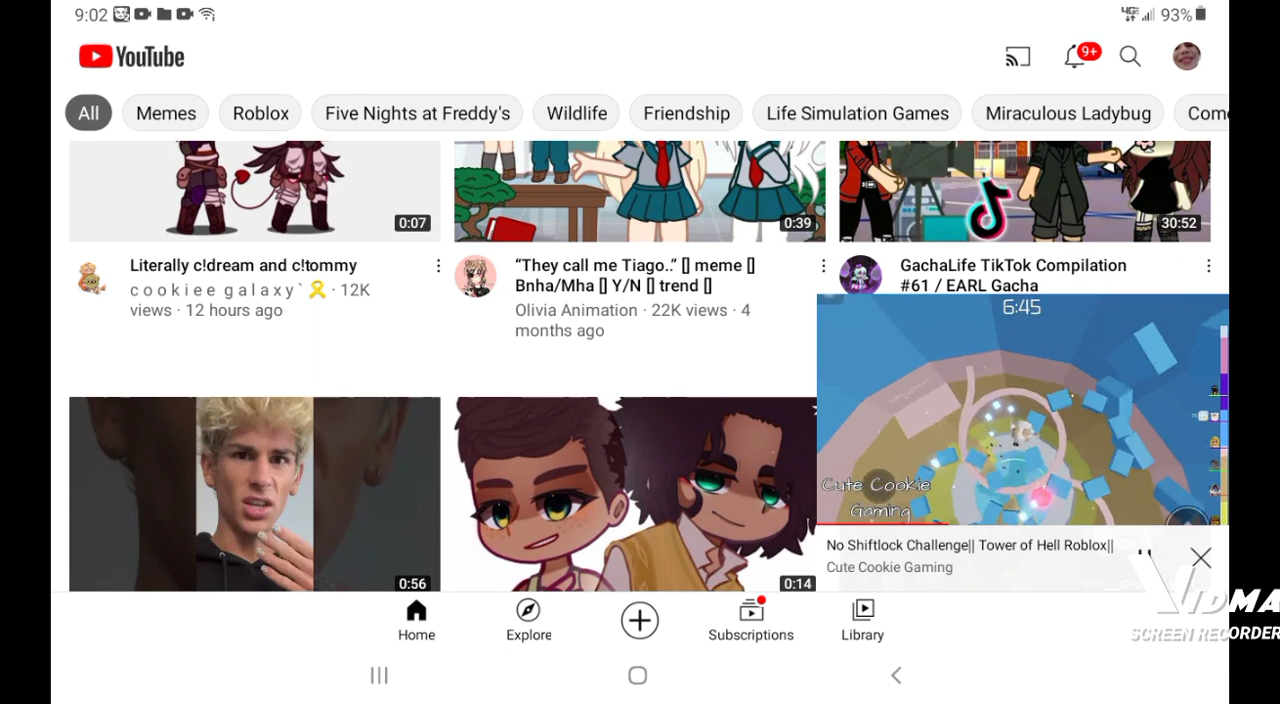 9:02
4G 93%
YouTube
9+
All Memes Roblox Five Nights at Freddy's Wildlife Friendship Life Simulation Games Miraculous Ladybug Com
0:07
0:39
30:52
Literally c!dream and c!tommy
c o o k i e e g a l a x y ` 🎗 · 12K
views · 12 hours ago
“They call me Tiago..” [] meme []
Bnha/Mha [] Y/N [] trend []
Olivia Animation · 22K views · 4
months ago
GachaLife TikTok Compilation
#61 / EARL Gacha
6:45
Cute Cookie
Gaming
No Shiftlock Challenge|| Tower of Hell Roblox||
Cute Cookie Gaming
0:56
0:14
Home Explore Subscriptions Library
VIDMA
SCREEN RECORDER